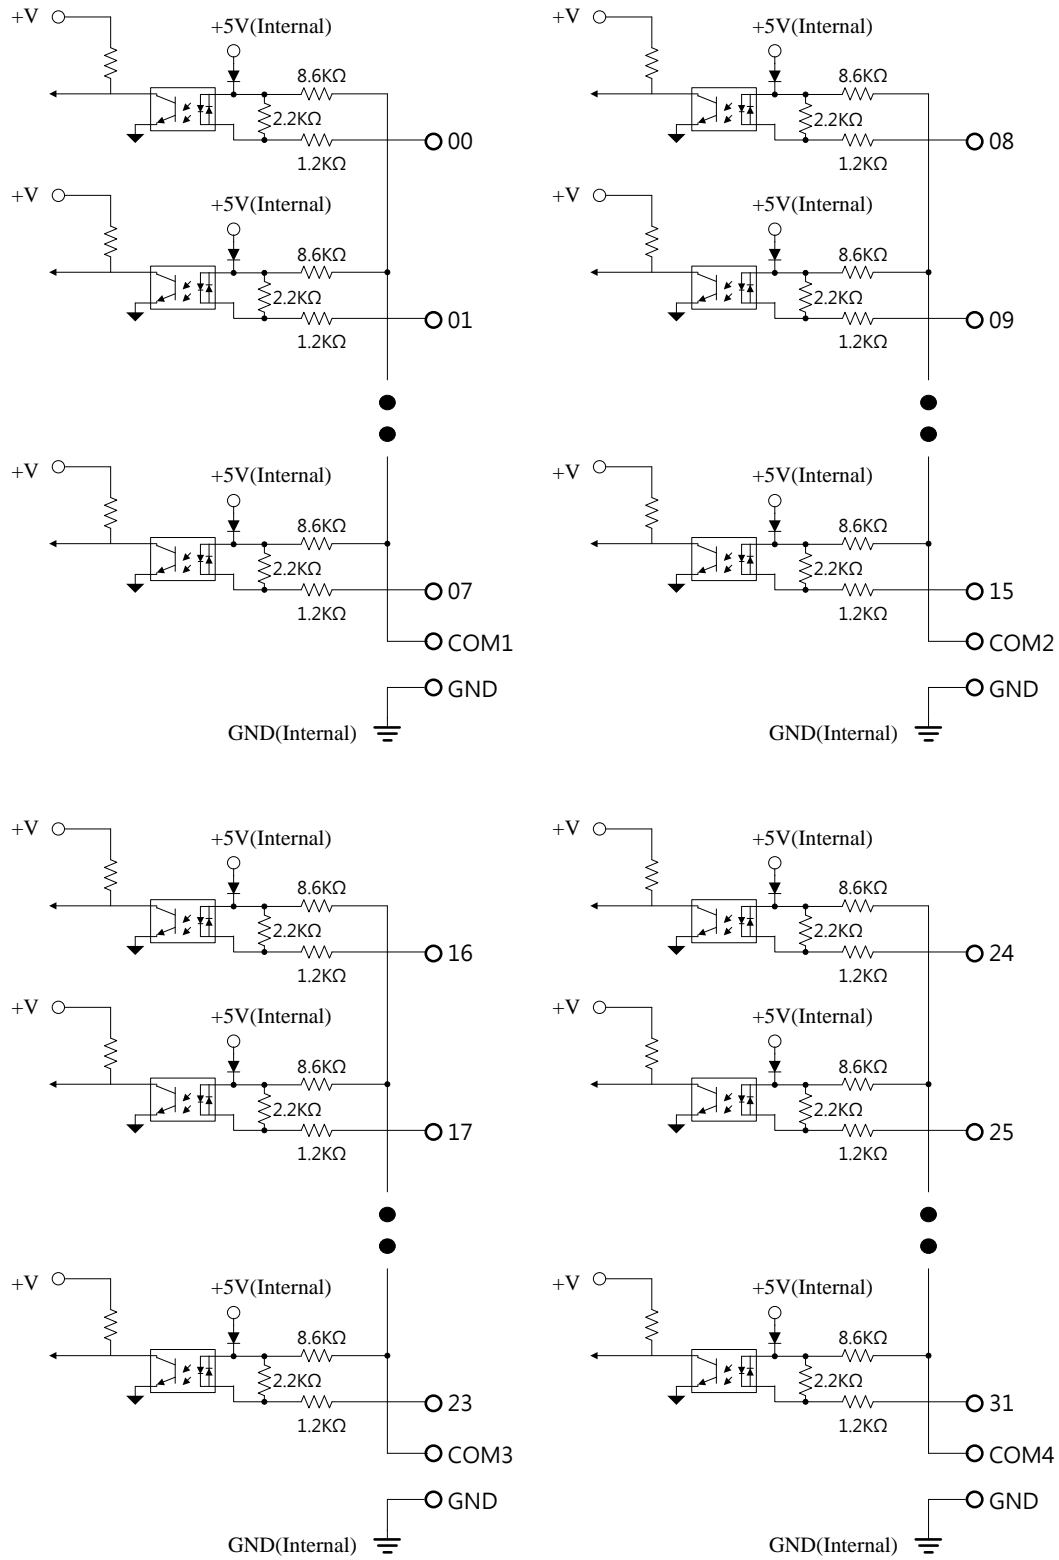 +V
+5V(Internal)
8.6KΩ
2.2KΩ
00
1.2KΩ
+V
+5V(Internal)
8.6KΩ
2.2KΩ
01
1.2KΩ
+V
+5V(Internal)
8.6KΩ
2.2KΩ
07
1.2KΩ
COM1
GND
GND(Internal)
+V
+5V(Internal)
8.6KΩ
2.2KΩ
08
1.2KΩ
+V
+5V(Internal)
8.6KΩ
2.2KΩ
09
1.2KΩ
+V
+5V(Internal)
8.6KΩ
2.2KΩ
15
1.2KΩ
COM2
GND
GND(Internal)
+V
+5V(Internal)
8.6KΩ
2.2KΩ
16
1.2KΩ
+V
+5V(Internal)
8.6KΩ
2.2KΩ
17
1.2KΩ
+V
+5V(Internal)
8.6KΩ
2.2KΩ
23
1.2KΩ
COM3
GND
GND(Internal)
+V
+5V(Internal)
8.6KΩ
2.2KΩ
24
1.2KΩ
+V
+5V(Internal)
8.6KΩ
2.2KΩ
25
1.2KΩ
+V
+5V(Internal)
8.6KΩ
2.2KΩ
31
1.2KΩ
COM4
GND
GND(Internal)